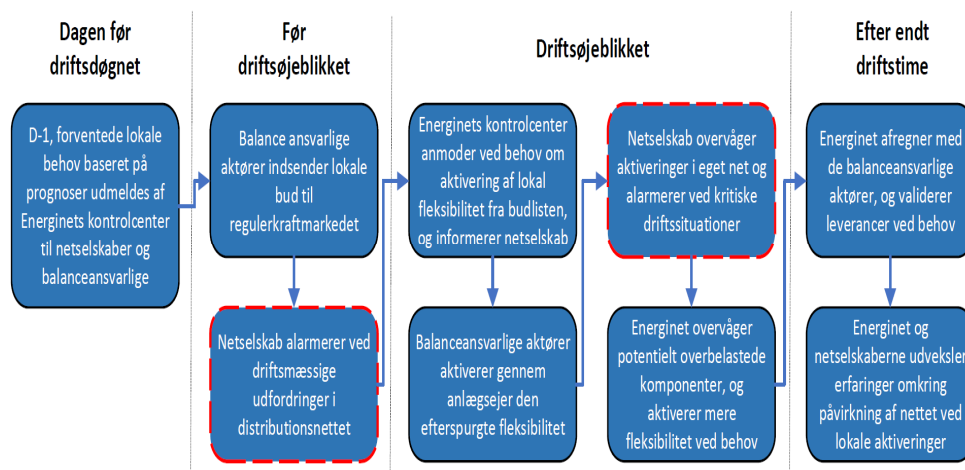 Dagen før
driftsdøgnet
Før
driftsøjeblikket
Driftsøjeblikket
Efter endt
driftstime
D-1, forventede lokale
behov baseret på
prognoser udmeldes af
Energinets kontrolcenter
til netselskaber og
balanceansvarlige
Balance ansvarlige
aktører indsender lokale
bud til
regulerkraftmarkedet
Netselskab alarmerer ved
driftsmæssige
udfordringer i
distributionsnettet
Energinets kontrolcenter
anmoder ved behov om
aktivering af lokal
fleksibilitet fra budlisten,
og informerer netselskab
Balanceansvarlige aktører
aktiverer gennem
anlægsejer den
efterspurgte fleksibilitet
Netselskab overvåger
aktiveringer i eget net og
alarmerer ved kritiske
driftssituationer
Energinet overvåger
potentielt overbelastede
komponenter, og
aktiverer mere
fleksibilitet ved behov
Energinet afregner med
de balanceansvarlige
aktører, og validerer
leverancer ved behov
Energinet og
netselskaberne udveksler
erfaringer omkring
påvirkning af nettet ved
lokale aktiveringer